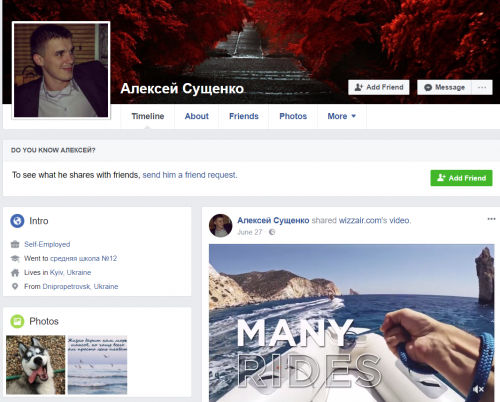 Алексей Сущенко
Add Friend
Message
Timeline
About
Friends
Photos
More
DO YOU KNOW АЛЕКСЕЙ?
To see what he shares with friends, send him a friend request.
Add Friend
Intro
Self-Employed
Went to средняя школа №12
Lives in Kyiv, Ukraine
From Dnipropetrovsk, Ukraine
Photos
Жизнь бьёт
Алексей Сущенко shared wizzair.com's video.
June 27
MANY
RIDES